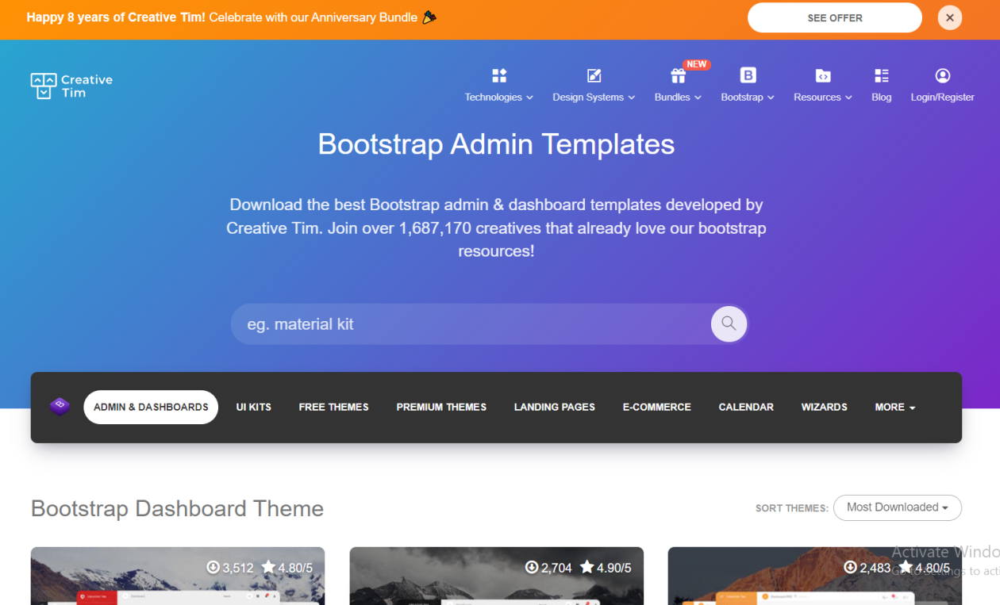 Happy 8 years of Creative Tim! Celebrate with our Anniversary Bundle
SEE OFFER
Creative
Tim
NEW
Technologies
Design Systems
Bundles
Bootstrap
Resources
Blog
Login/Register
Bootstrap Admin Templates
Download the best Bootstrap admin & dashboard templates developed by
Creative Tim. Join over 1,687,170 creatives that already love our bootstrap
resources!
eg. material kit
ADMIN & DASHBOARDS
UI KITS
FREE THEMES
PREMIUM THEMES
LANDING PAGES
E-COMMERCE
CALENDAR
WIZARDS
MORE
Bootstrap Dashboard Theme
SORT THEMES:
Most Downloaded
3,512 4.80/5
2,704 4.90/5
2,483 4.80/5
Activate Windo
Go to Settings to acti